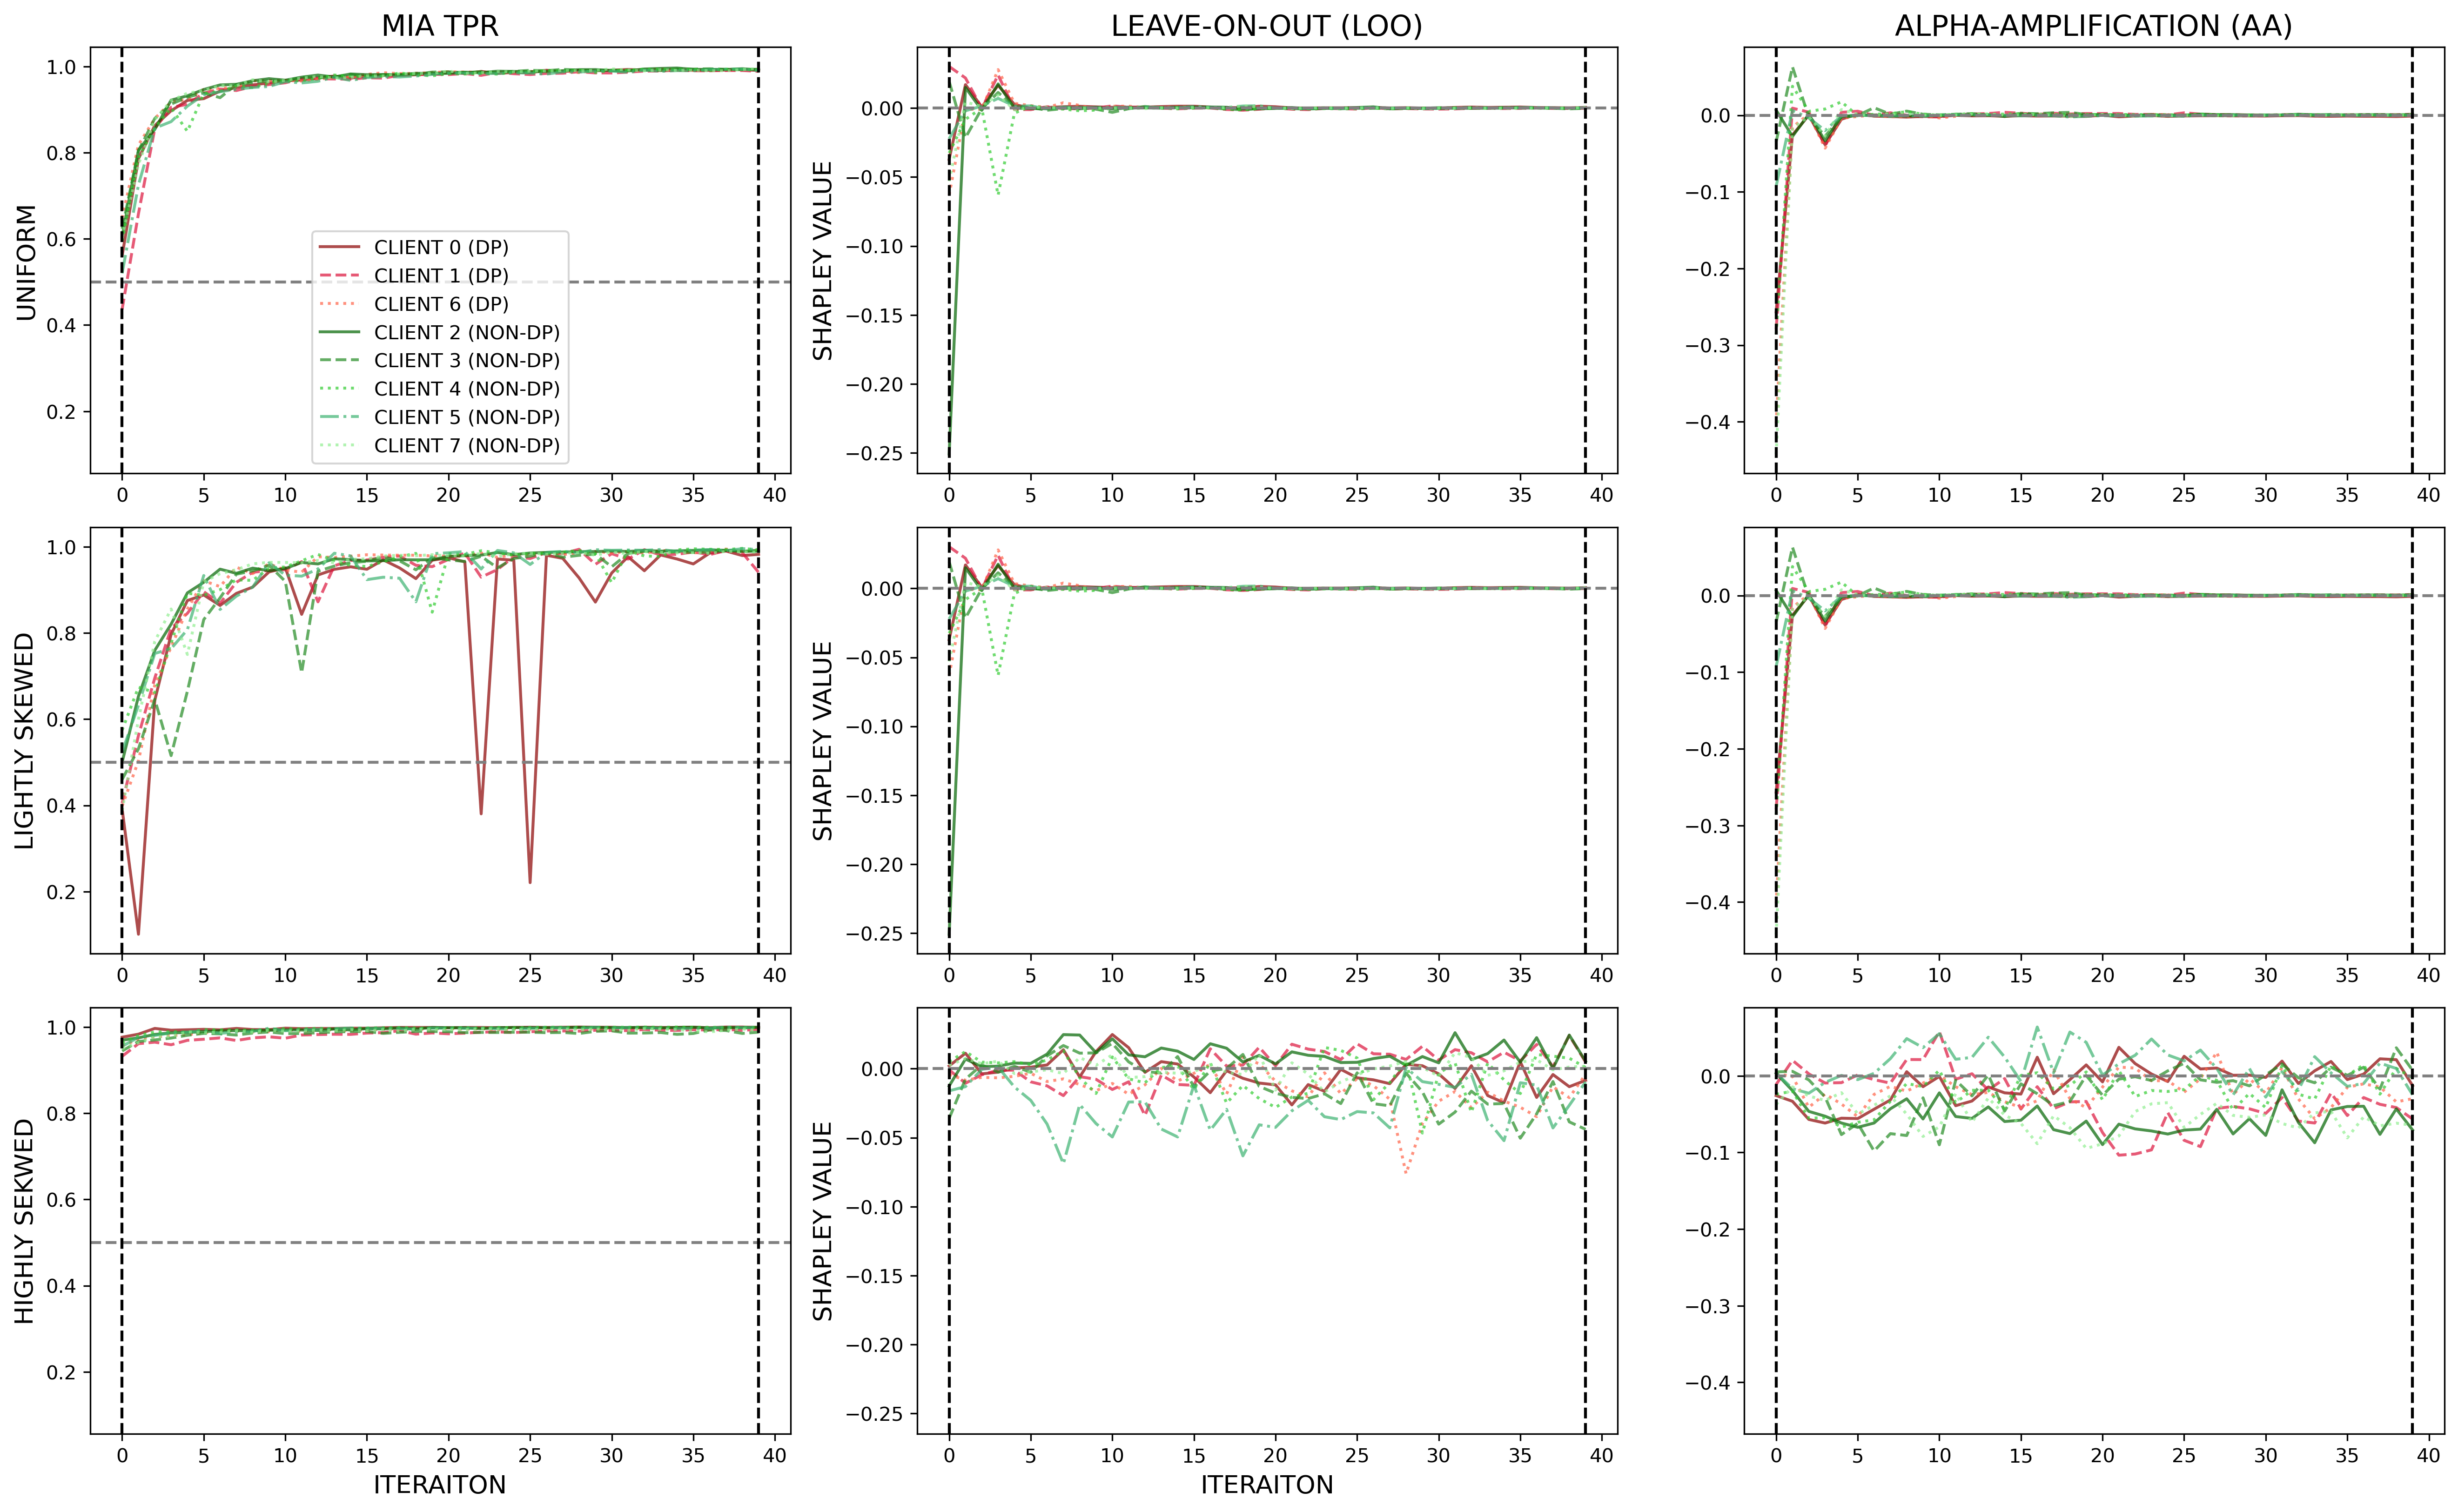 MIA TPR
LEAVE-ON-OUT (LOO)
ALPHA-AMPLIFICATION (AA)
UNIFORM
1.0
0.8
0.6
0.4
0.2
CLIENT 0 (DP)
CLIENT 1 (DP)
CLIENT 6 (DP)
CLIENT 2 (NON-DP)
CLIENT 3 (NON-DP)
CLIENT 4 (NON-DP)
CLIENT 5 (NON-DP)
CLIENT 7 (NON-DP)
0 5 10 15 20 25 30 35 40
SHAPLEY VALUE
0.00
−0.05
−0.10
−0.15
−0.20
−0.25
0 5 10 15 20 25 30 35 40
0.0
−0.1
−0.2
−0.3
−0.4
0 5 10 15 20 25 30 35 40
LIGHTLY SKEWED
1.0
0.8
0.6
0.4
0.2
0 5 10 15 20 25 30 35 40
SHAPLEY VALUE
0.00
−0.05
−0.10
−0.15
−0.20
−0.25
0 5 10 15 20 25 30 35 40
0.0
−0.1
−0.2
−0.3
−0.4
0 5 10 15 20 25 30 35 40
HIGHLY SEKWED
1.0
0.8
0.6
0.4
0.2
0 5 10 15 20 25 30 35 40
ITERAITON
SHAPLEY VALUE
0.00
−0.05
−0.10
−0.15
−0.20
−0.25
0 5 10 15 20 25 30 35 40
ITERAITON
0.0
−0.1
−0.2
−0.3
−0.4
0 5 10 15 20 25 30 35 40